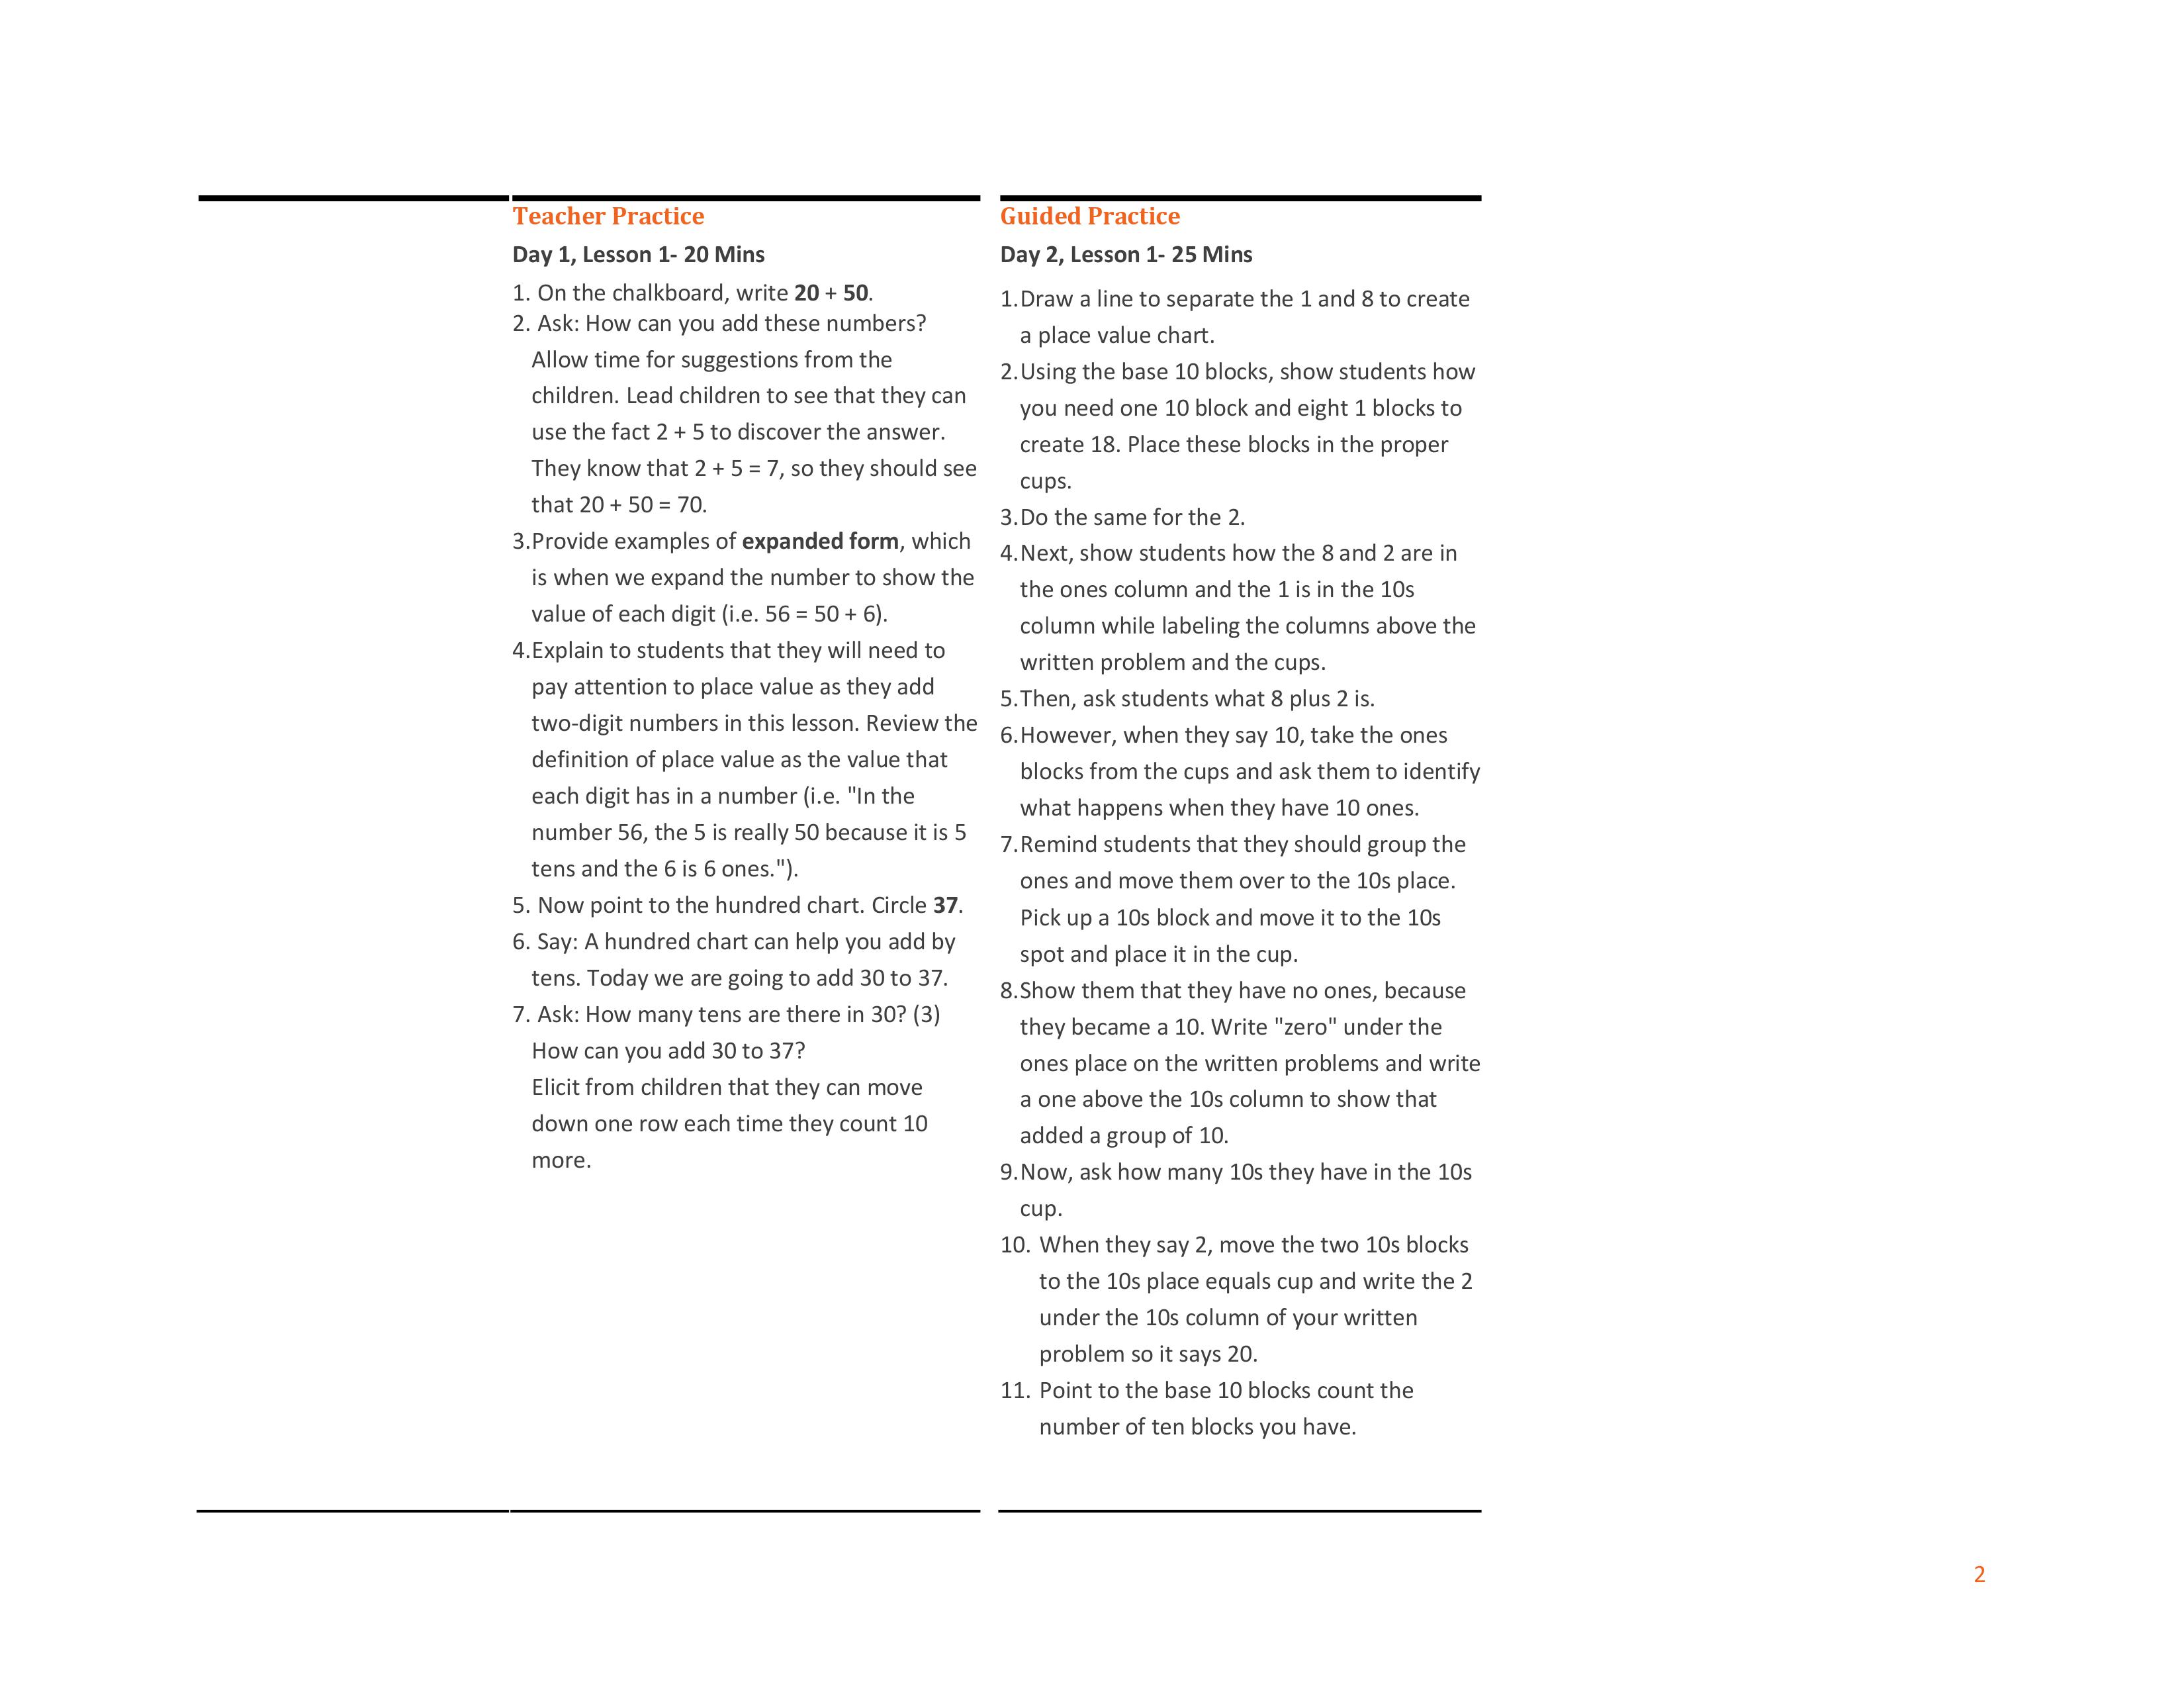 Teacher Practice
Day 1, Lesson 1- 20 Mins
1. On the chalkboard, write 20 + 50.
2. Ask: How can you add these numbers?
Allow time for suggestions from the
children. Lead children to see that they can
use the fact 2 + 5 to discover the answer.
They know that 2 + 5 = 7, so they should see
that 20 + 50 = 70.
3.Provide examples of expanded form, which
is when we expand the number to show the
value of each digit (i.e. 56 = 50 + 6).
4.Explain to students that they will need to
pay attention to place value as they add
two-digit numbers in this lesson. Review the
definition of place value as the value that
each digit has in a number (i.e. "In the
number 56, the 5 is really 50 because it is 5
tens and the 6 is 6 ones.").
5. Now point to the hundred chart. Circle 37.
6. Say: A hundred chart can help you add by
tens. Today we are going to add 30 to 37.
7. Ask: How many tens are there in 30? (3)
How can you add 30 to 37?
Elicit from children that they can move
down one row each time they count 10
more.
Guided Practice
Day 2, Lesson 1- 25 Mins
1.Draw a line to separate the 1 and 8 to create
a place value chart.
2.Using the base 10 blocks, show students how
you need one 10 block and eight 1 blocks to
create 18. Place these blocks in the proper
cups.
3.Do the same for the 2.
4.Next, show students how the 8 and 2 are in
the ones column and the 1 is in the 10s
column while labeling the columns above the
written problem and the cups.
5.Then, ask students what 8 plus 2 is.
6.However, when they say 10, take the ones
blocks from the cups and ask them to identify
what happens when they have 10 ones.
7.Remind students that they should group the
ones and move them over to the 10s place.
Pick up a 10s block and move it to the 10s
spot and place it in the cup.
8.Show them that they have no ones, because
they became a 10. Write "zero" under the
ones place on the written problems and write
a one above the 10s column to show that
added a group of 10.
9.Now, ask how many 10s they have in the 10s
cup.
10. When they say 2, move the two 10s blocks
to the 10s place equals cup and write the 2
under the 10s column of your written
problem so it says 20.
11. Point to the base 10 blocks count the
number of ten blocks you have.
2